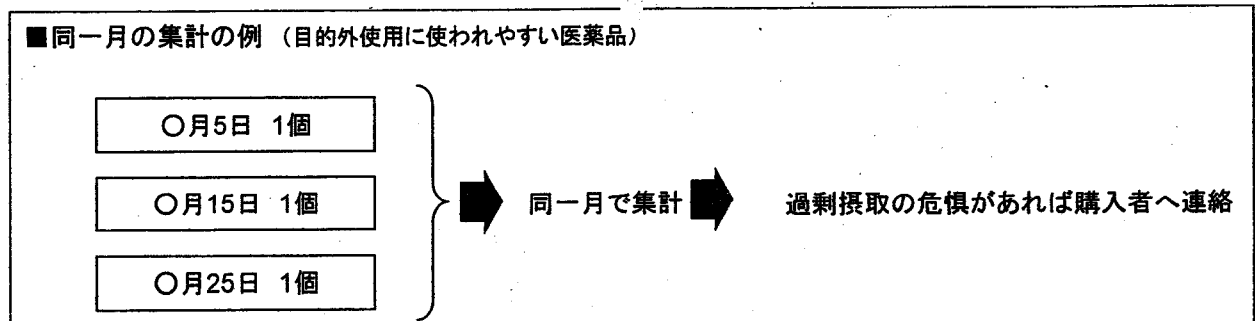 ■同一月の集計の例 (目的外使用に使われやすい医薬品)
〇月5日 1個
〇月15日 1個
〇月25日 1個
同一月で集計
過剰摂取の危惧があれば購入者へ連絡